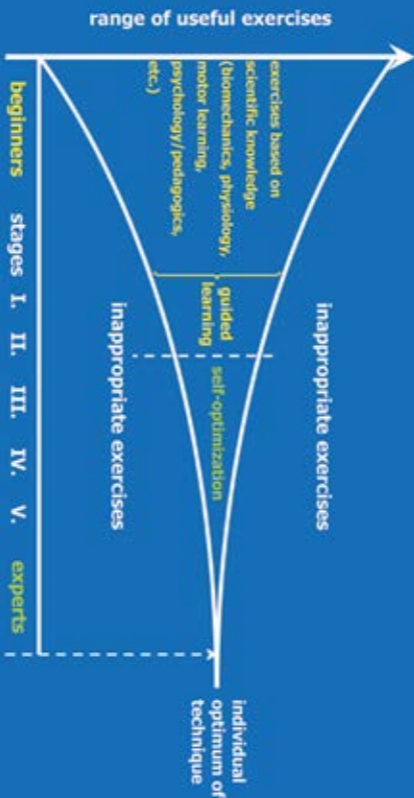 range of useful exercises
exercises based on
scientific knowledge
(biomechanics, physiology,
motor learning,
psychology/pedagogics,
etc.)
guided
learning
self-optimization
inappropriate exercises
inappropriate exercises
individual
optimum of
technique
beginners stages I. II. III. IV. V. experts